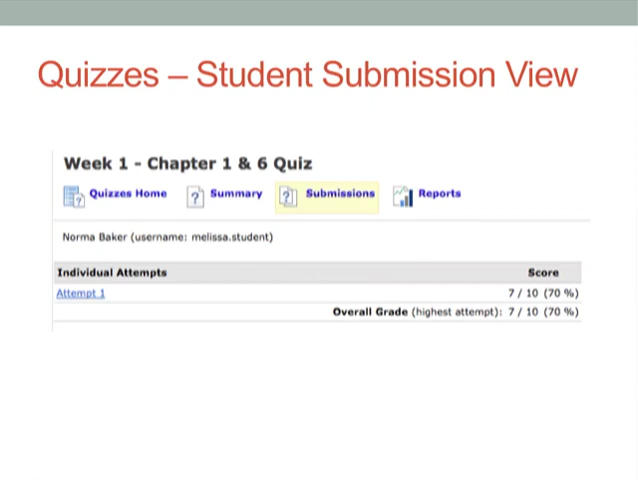 Quizzes – Student Submission View
Week 1 - Chapter 1 & 6 Quiz
Quizzes Home Summary Submissions Reports
Norma Baker (username: melissa.student)
Individual Attempts Score
Attempt 1 7 / 10 (70 %)
Overall Grade (highest attempt): 7 / 10 (70 %)